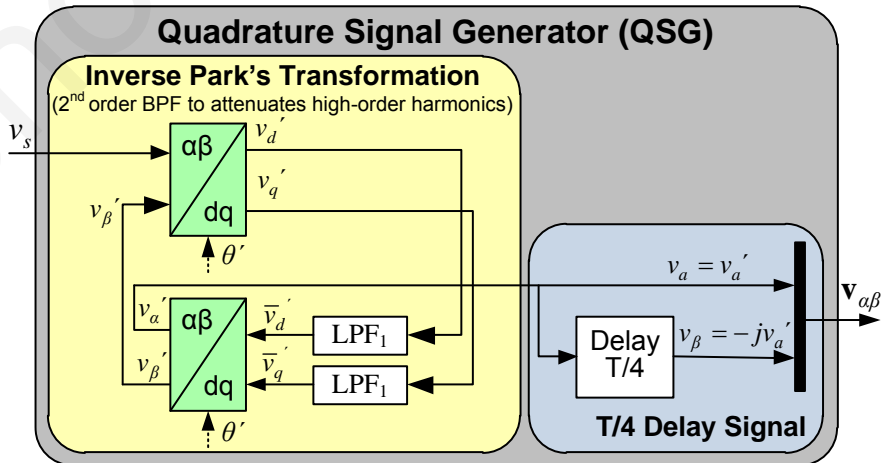 Quadrature Signal Generator (QSG)
Inverse Park's Transformation
(2nd order BPF to attenuates high-order harmonics)
vs
αβ
dq
vd´
vq´
vβ´
θ´
vα´
vβ´
αβ
dq
v̅d´
v̅q´
LPF1
LPF1
θ´
va = va´
Delay
T/4
vβ = −jva´
vαβ
T/4 Delay Signal